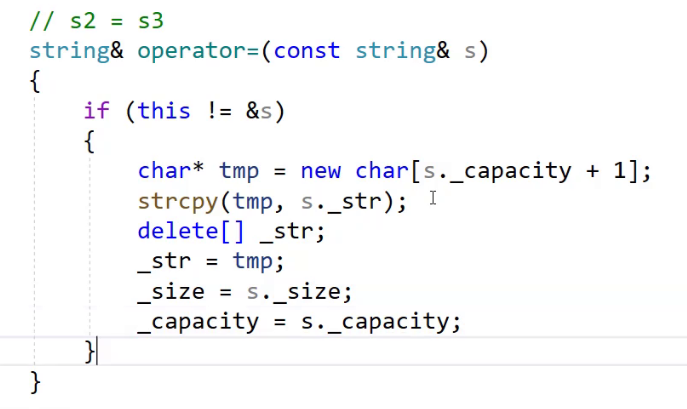 // s2 = s3
string& operator=(const string& s)
{
if (this != &s)
{
char* tmp = new char[s._capacity + 1];
strcpy(tmp, s._str);
delete[] _str;
_str = tmp;
_size = s._size;
_capacity = s._capacity;
}
}